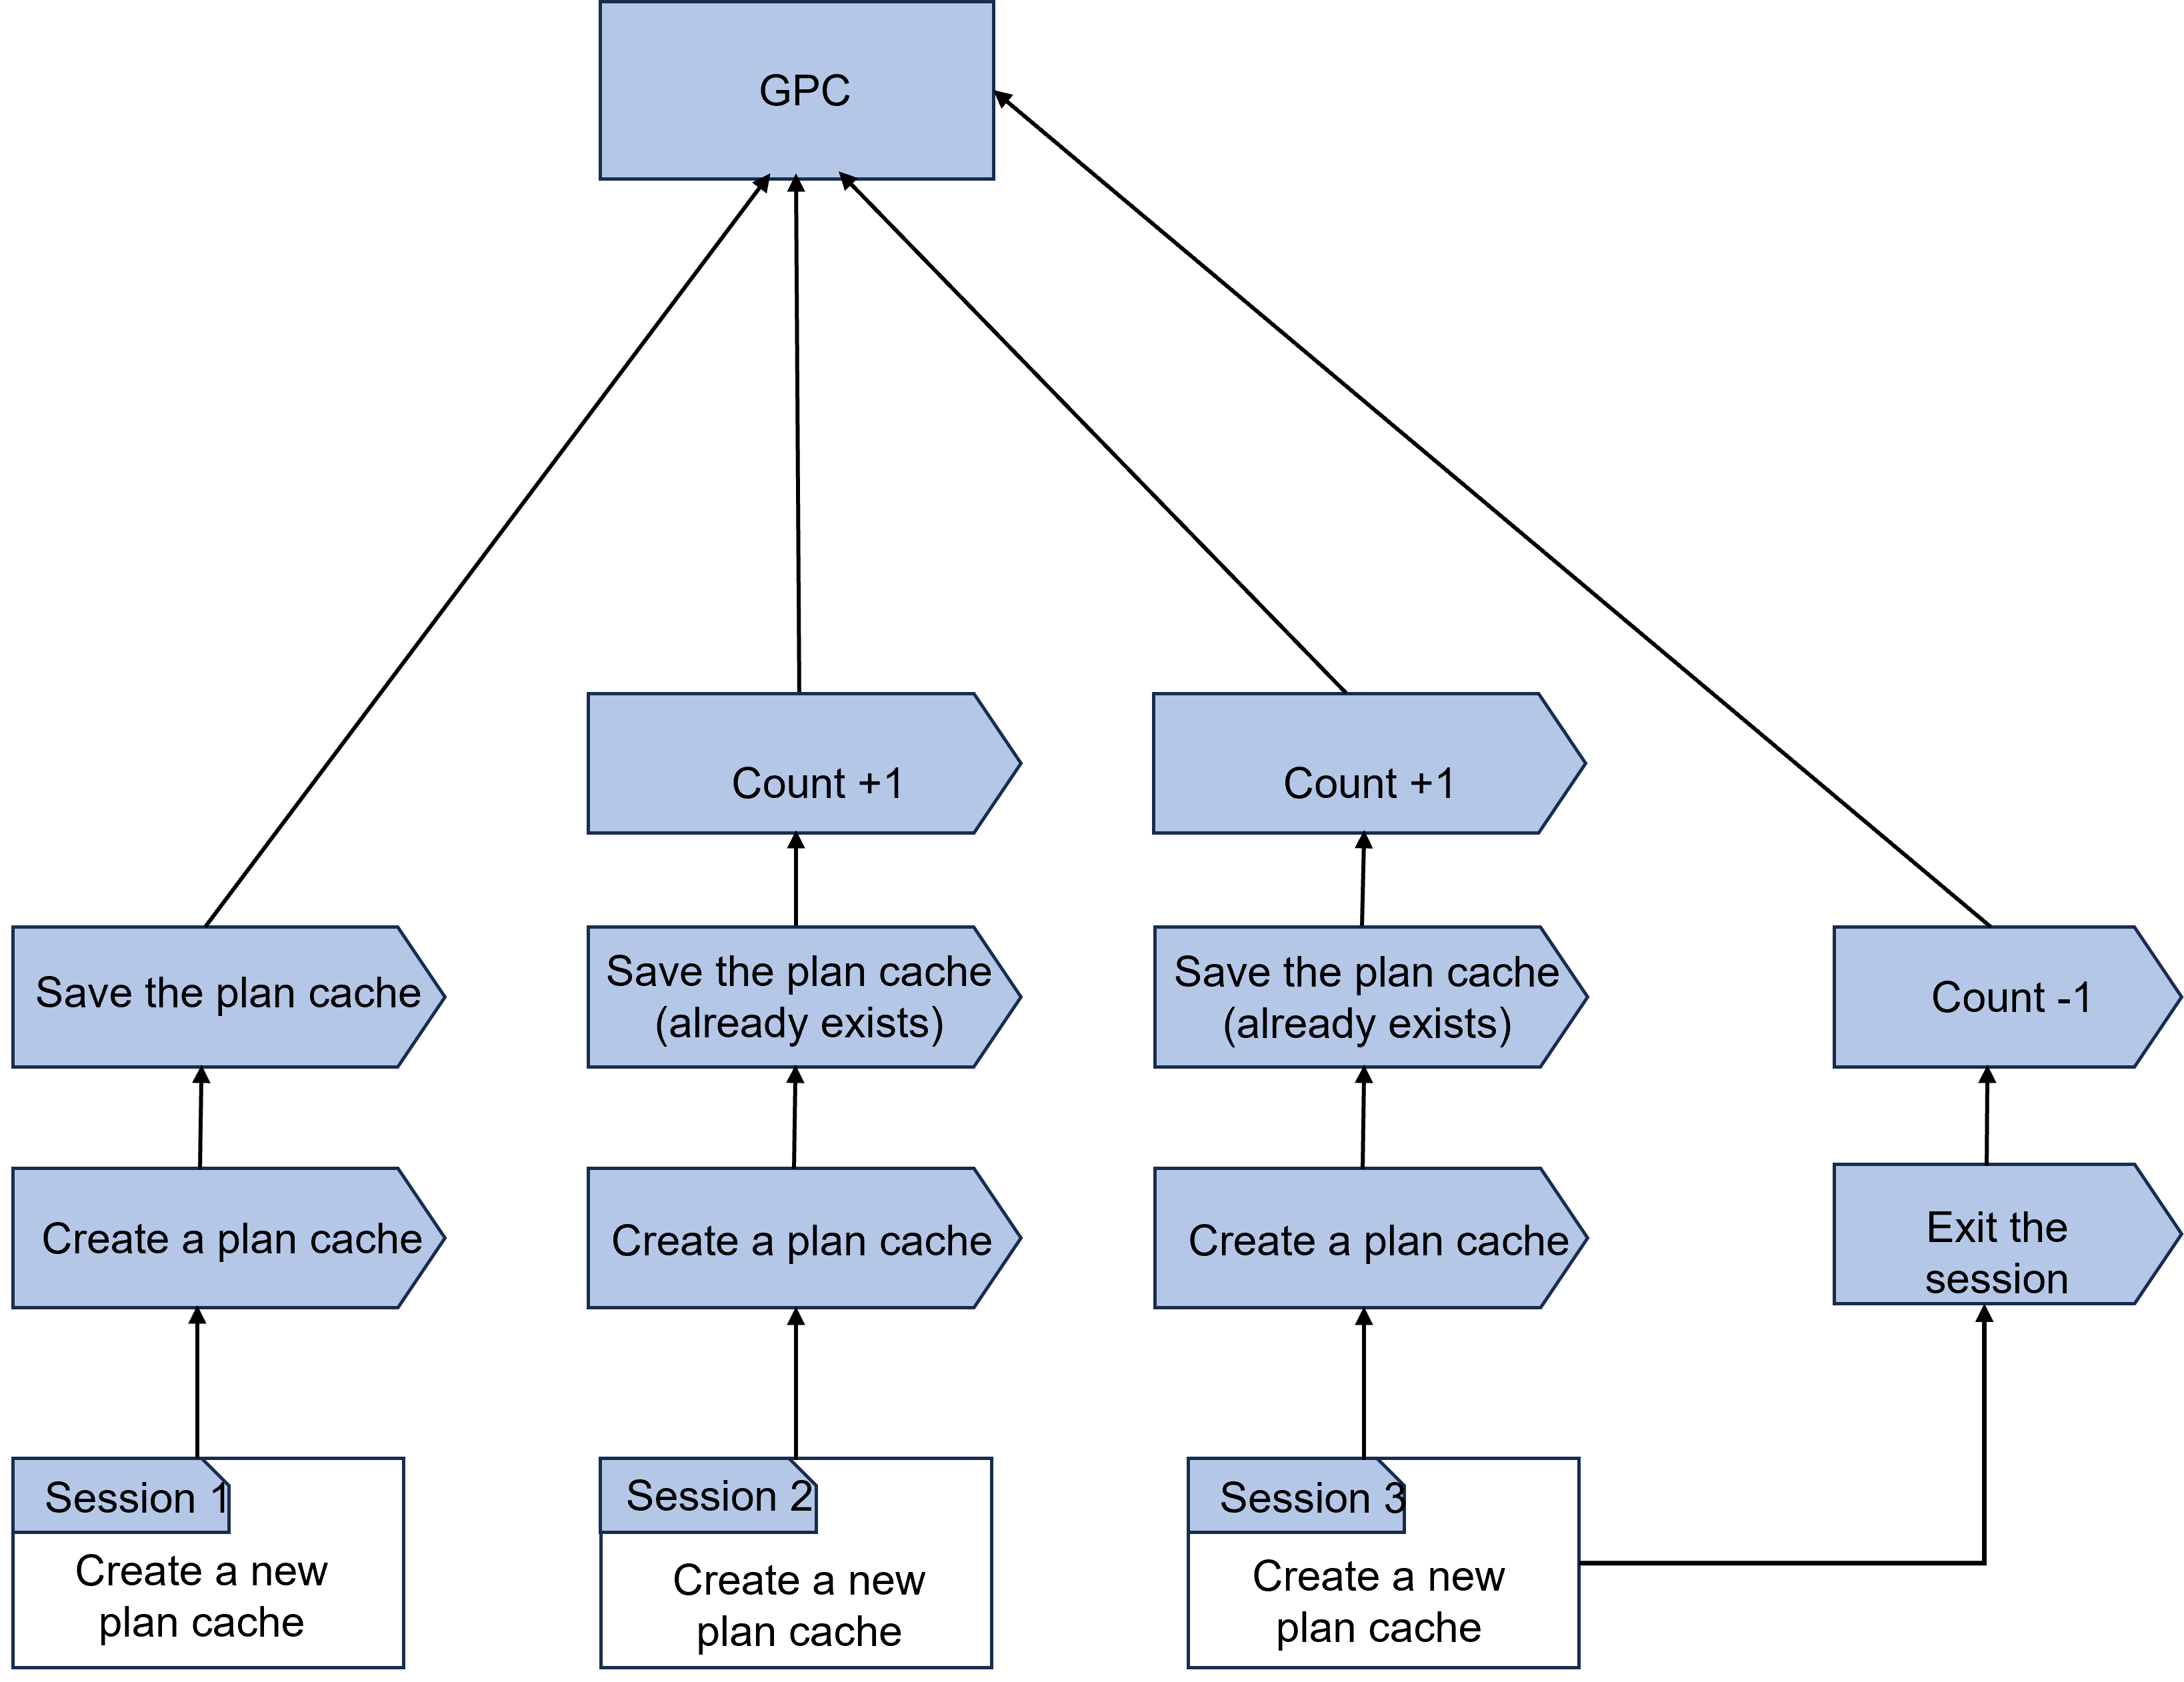 GPC
Count +1
Count +1
Save the plan cache
Save the plan cache
(already exists)
Save the plan cache
(already exists)
Count -1
Create a plan cache
Create a plan cache
Create a plan cache
Exit the
session
Session 1
Create a new
plan cache
Session 2
Create a new
plan cache
Session 3
Create a new
plan cache